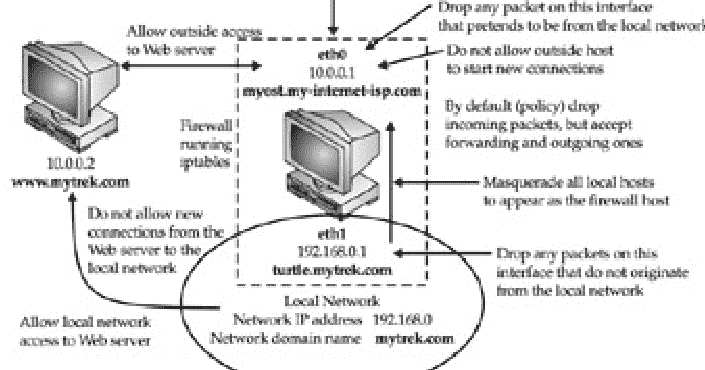 Drop any packet on this interface
that pretends to be from the local network
Allow outside access
to Web server
eth0
10.0.0.1
myost.my-internet-isp.com
Do not allow outside host
to start new connections
By default (policy) drop
incoming packets, but accept
forwarding and outgoing ones
Firewall
running
iptables
10.0.0.2
www.mytrek.com
Masquerade all local hosts
to appear as the firewall host
Do not allow new
connections from the
Web server to the
local network
eth1
192.168.0.1
turtle.mytrek.com
Drop any packets on this
interface that do not originate
from the local network
Local Network
Network IP address 192.168.0
Network domain name mytrek.com
Allow local network
access to Web server